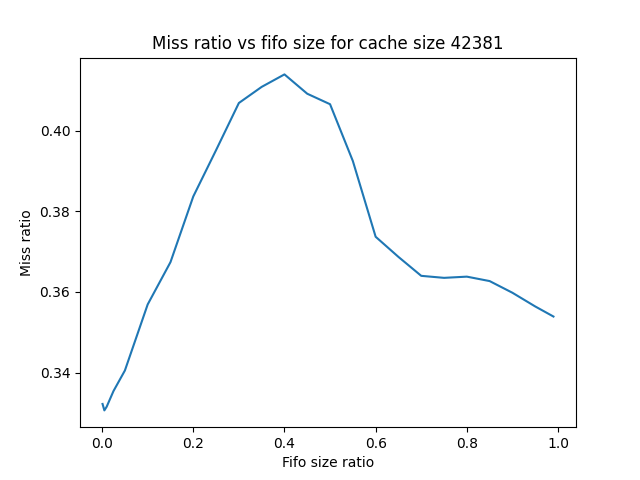 Miss ratio vs fifo size for cache size 42381
Miss ratio
0.40
0.38
0.36
0.34
0.0 0.2 0.4 0.6 0.8 1.0
Fifo size ratio